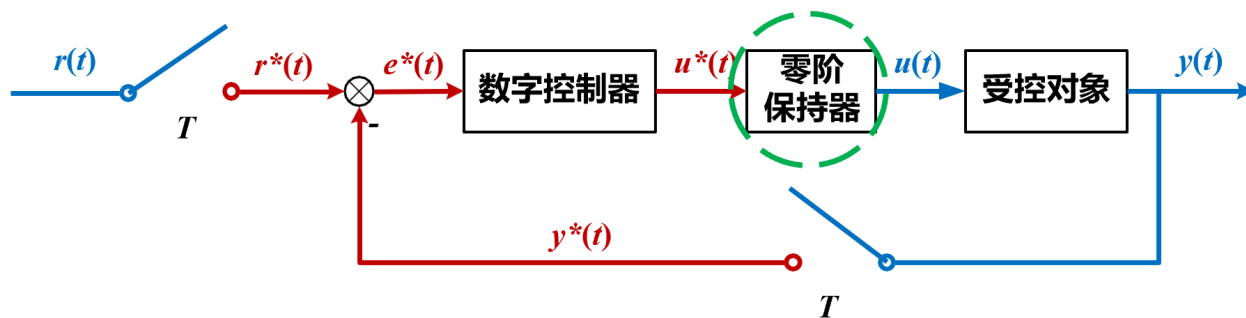 r(t)
r*(t)
e*(t)
数字控制器
u*(t)
零阶
保持器
u(t)
受控对象
y(t)
T
-
y*(t)
T